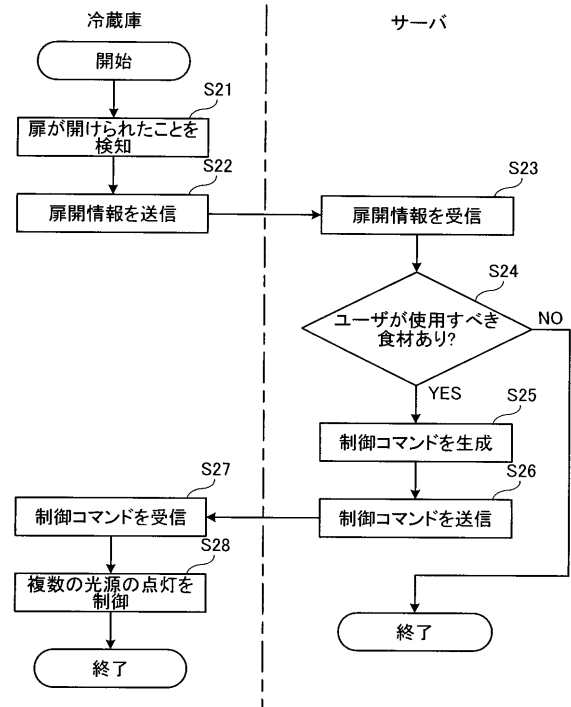 冷蔵庫
サーバ
開始
S21
扉が開けられたことを
検知
S22
扉開情報を送信
S23
扉開情報を受信
S24
ユーザが使用すべき
食材あり?
NO
YES
S25
制御コマンドを生成
S26
制御コマンドを送信
S27
制御コマンドを受信
S28
複数の光源の点灯を
制御
終了
終了